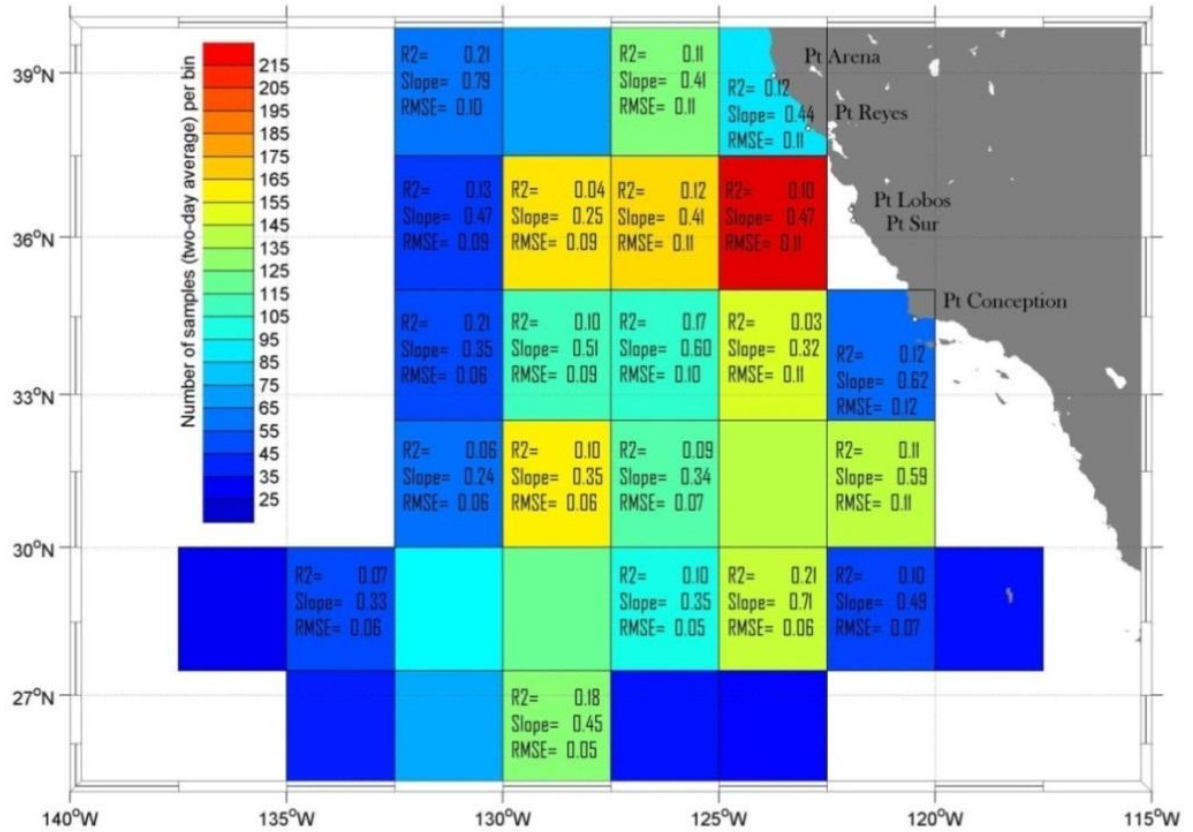 Number of samples (two-day average) per bin
215
205
195
185
175
165
155
145
135
125
115
105
95
85
75
65
55
45
35
25
39°N
36°N
33°N
30°N
27°N
R2= 0.21
Slope= 0.79
RMSE= 0.10
R2= 0.11
Slope= 0.41
RMSE= 0.11
R2= 0.12
Slope= 0.44
RMSE= 0.11
Pt Arena
Pt Reyes
R2= 0.13
Slope= 0.47
RMSE= 0.09
R2= 0.04
Slope= 0.25
RMSE= 0.09
R2= 0.12
Slope= 0.41
RMSE= 0.11
R2= 0.10
Slope= 0.47
RMSE= 0.11
Pt Lobos
Pt Sur
R2= 0.21
Slope= 0.35
RMSE= 0.06
R2= 0.10
Slope= 0.51
RMSE= 0.09
R2= 0.17
Slope= 0.60
RMSE= 0.10
R2= 0.03
Slope= 0.32
RMSE= 0.11
R2= 0.12
Slope= 0.62
RMSE= 0.12
Pt Conception
R2= 0.06
Slope= 0.24
RMSE= 0.06
R2= 0.10
Slope= 0.35
RMSE= 0.06
R2= 0.09
Slope= 0.34
RMSE= 0.07
R2= 0.11
Slope= 0.59
RMSE= 0.11
R2= 0.07
Slope= 0.33
RMSE= 0.06
R2= 0.10
Slope= 0.35
RMSE= 0.05
R2= 0.21
Slope= 0.71
RMSE= 0.06
R2= 0.10
Slope= 0.49
RMSE= 0.07
R2= 0.18
Slope= 0.45
RMSE= 0.05
140°W
135°W
130°W
125°W
120°W
115°W